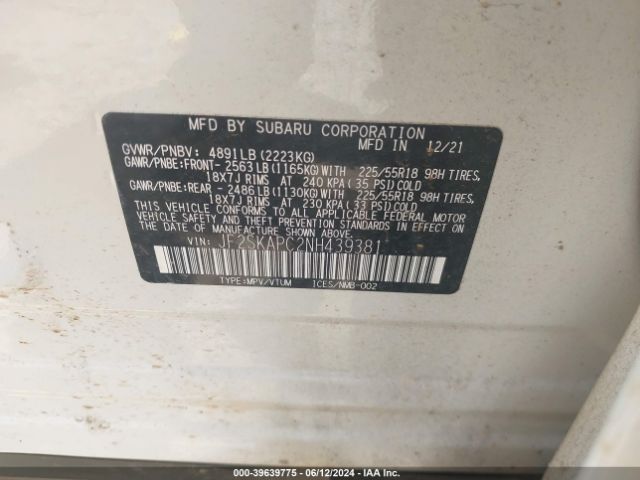 MFD BY SUBARU CORPORATION MFD IN 12/21
GVWR/PNBV: 4891LB (2223KG)
GAWR/PNBE:FRONT- 2563LB (1165KG) WITH 225/55R18 98H TIRES,
18X7J RIMS AT 240 KPA (35 PSI) COLD
GAWR/PNBE:REAR - 2486LB (1130KG) WITH 225/55R18 98H TIRES,
18X7J RIMS AT 230 KPA (33 PSI) COLD
THIS VEHICLE CONFORMS TO ALL APPLICABLE FEDERAL MOTOR
VEHICLE SAFETY AND THEFT PREVENTION STANDARDS IN EFFECT ON
THE DATE OF MANUFACTURE SHOWN ABOVE.
VIN: JF2SKAPC2NH439381
TYPE:MPV/VTUM ICES/NMB-002
000-39639775 - 06/12/2024 - IAA Inc.